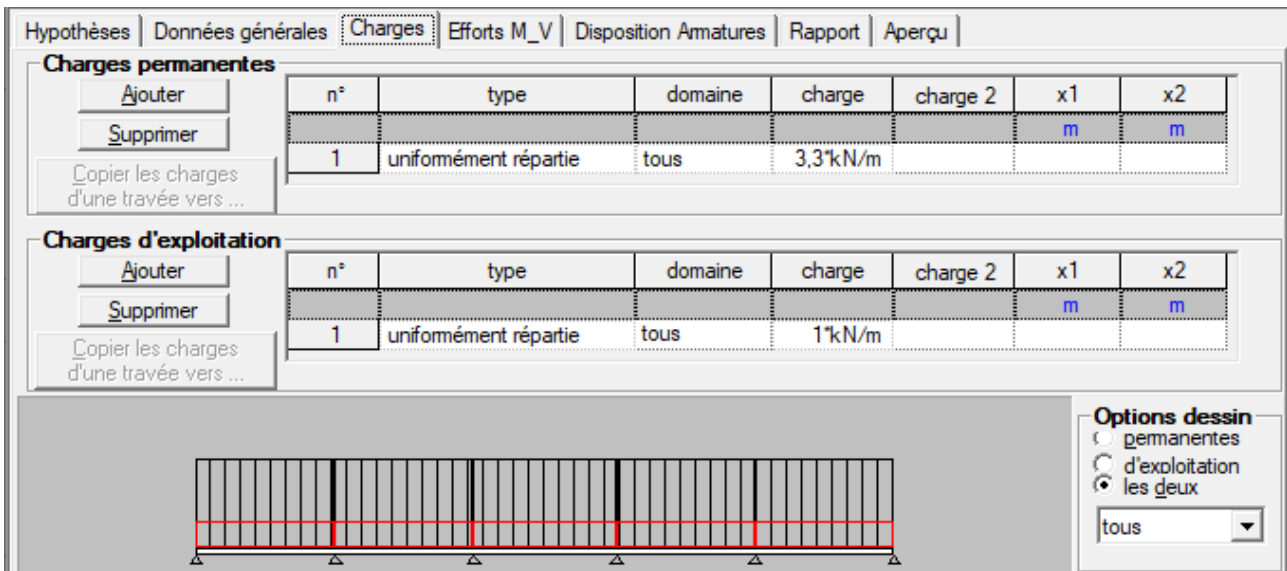 Hypothèses Données générales Charges Efforts M_V Disposition Armatures Rapport Aperçu
Charges permanentes
Ajouter
Supprimer
Copier les charges
d'une travée vers ...
n° type domaine charge charge 2 x1 x2
m m
1 uniformément répartie tous 3,3*kN/m
Charges d'exploitation
Ajouter
Supprimer
Copier les charges
d'une travée vers ...
n° type domaine charge charge 2 x1 x2
m m
1 uniformément répartie tous 1*kN/m
Options dessin
permanentes
d'exploitation
les deux
tous